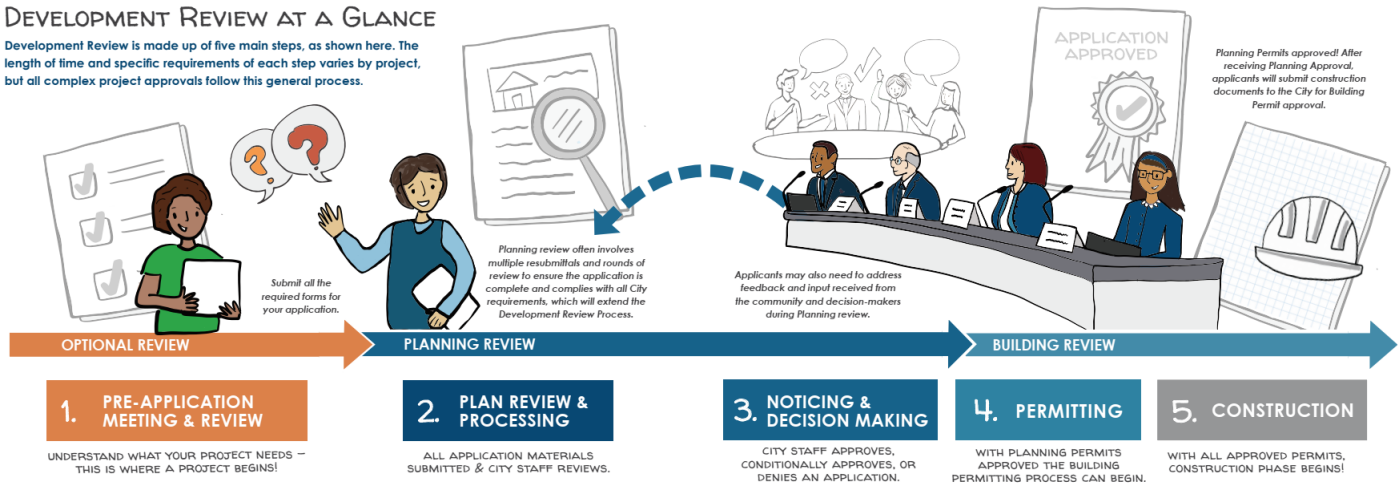 DEVELOPMENT REVIEW AT A GLANCE
Development Review is made up of five main steps, as shown here. The
length of time and specific requirements of each step varies by project,
but all complex project approvals follow this general process.
? ?
Submit all the
required forms for
your application.
Planning review often involves
multiple resubmittals and rounds of
review to ensure the application is
complete and complies with all City
requirements, which will extend the
Development Review Process.
Applicants may also need to address
feedback and input received from
the community and decision-makers
during Planning review.
APPLICATION
APPROVED
Planning Permits approved! After
receiving Planning Approval,
applicants will submit construction
documents to the City for Building
Permit approval.
OPTIONAL REVIEW
PLANNING REVIEW
BUILDING REVIEW
1. PRE-APPLICATION
MEETING & REVIEW
UNDERSTAND WHAT YOUR PROJECT NEEDS –
THIS IS WHERE A PROJECT BEGINS!
2. PLAN REVIEW &
PROCESSING
ALL APPLICATION MATERIALS
SUBMITTED & CITY STAFF REVIEWS.
3. NOTICING &
DECISION MAKING
CITY STAFF APPROVES,
CONDITIONALLY APPROVES, OR
DENIES AN APPLICATION.
4. PERMITTING
WITH PLANNING PERMITS
APPROVED THE BUILDING
PERMITTING PROCESS CAN BEGIN.
5. CONSTRUCTION
WITH ALL APPROVED PERMITS,
CONSTRUCTION PHASE BEGINS!